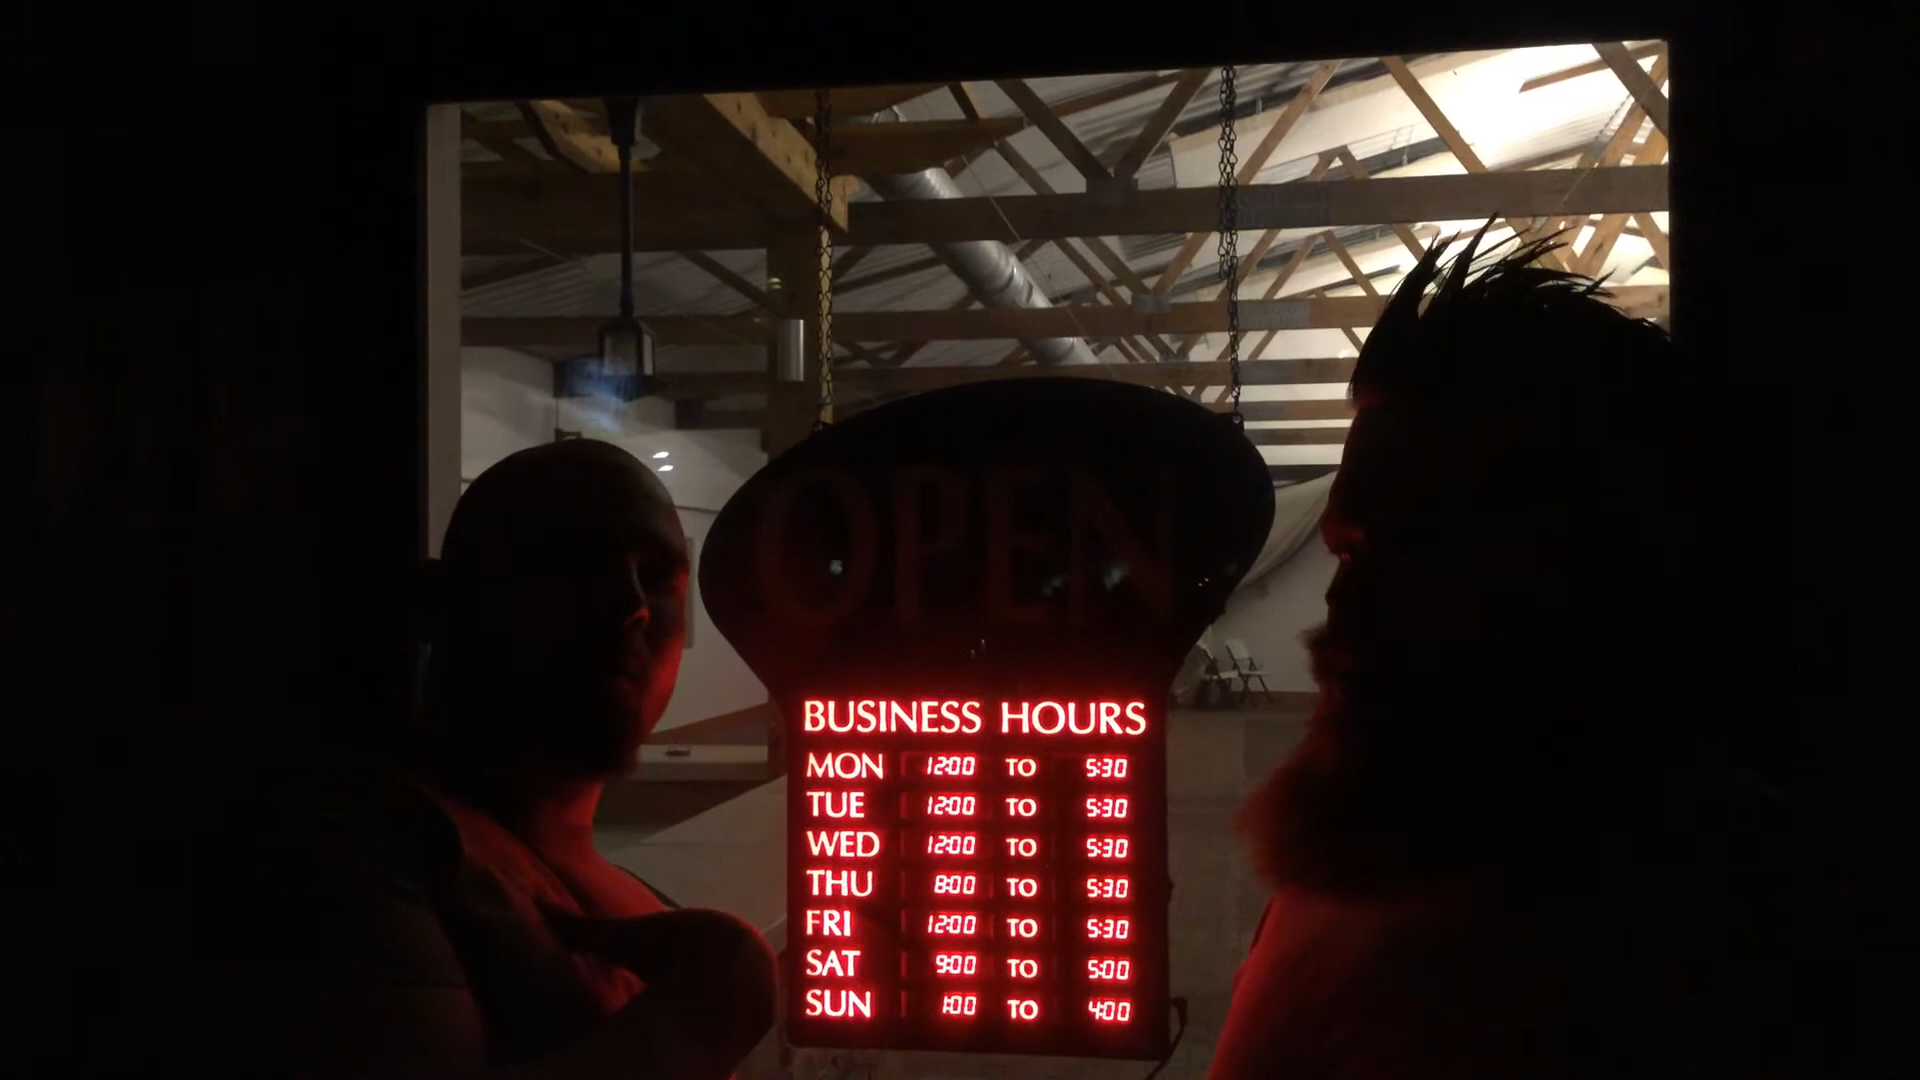 OPEN
BUSINESS HOURS
MON 12:00 TO 5:30
TUE 12:00 TO 5:30
WED 12:00 TO 5:30
THU 8:00 TO 5:30
FRI 12:00 TO 5:30
SAT 9:00 TO 5:00
SUN 1:00 TO 4:00